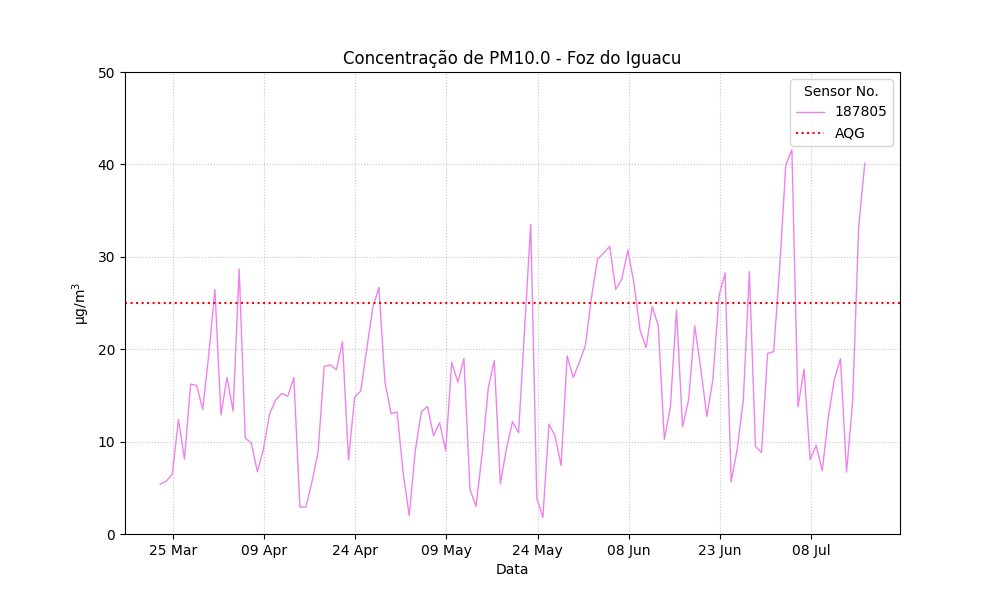 Concentração de PM10.0 - Foz do Iguacu
Sensor No.
187805
AQG
50
40
30
20
10
0
µg/m³
25 Mar
09 Apr
24 Apr
09 May
24 May
08 Jun
23 Jun
08 Jul
Data